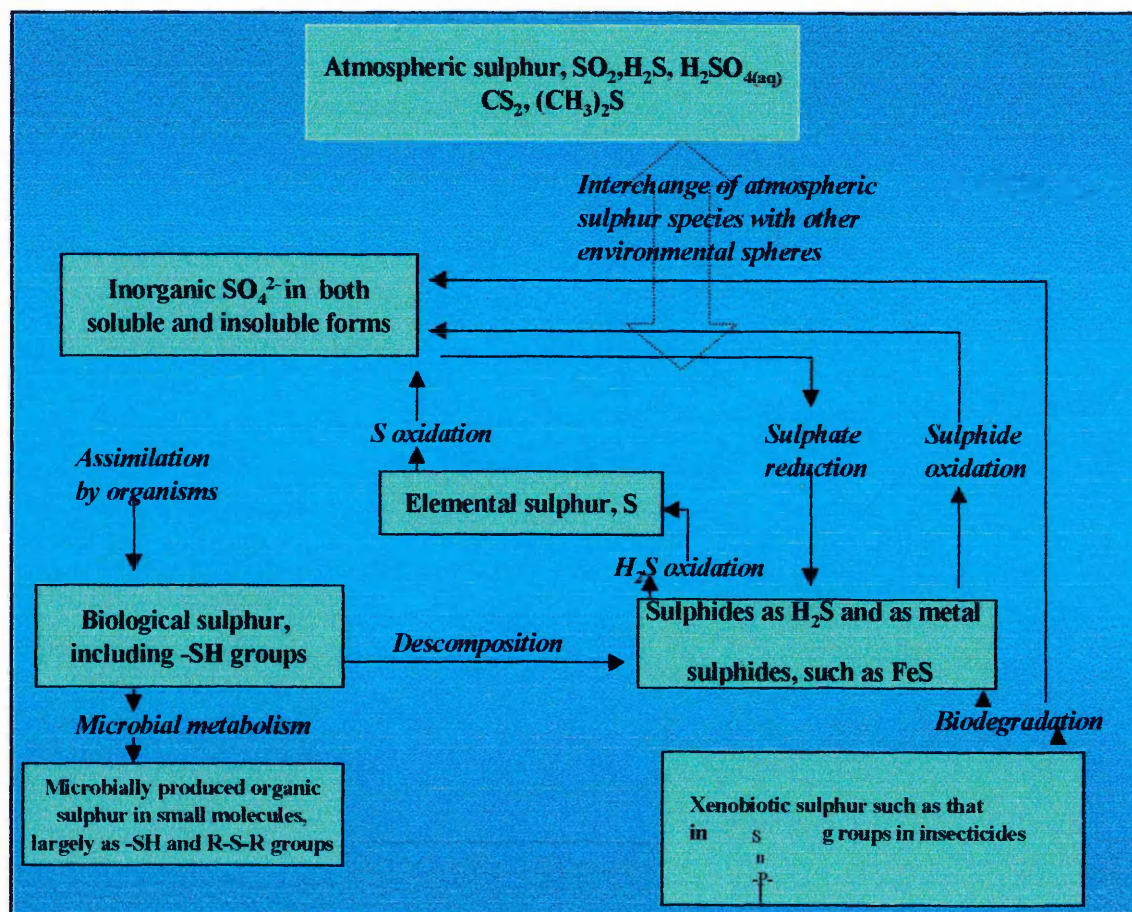 Atmospheric sulphur, SO₂,H₂S, H₂SO₄(aq)
CS₂, (CH₃)₂S
Interchange of atmospheric
sulphur species with other
environmental spheres
Inorganic SO₄²⁻ in both
soluble and insoluble forms
S oxidation
Sulphate
reduction
Sulphide
oxidation
Assimilation
by organisms
Elemental sulphur, S
H₂S oxidation
Biological sulphur,
including -SH groups
Descomposition
Sulphides as H₂S and as metal
sulphides, such as FeS
Microbial metabolism
Biodegradation
Microbially produced organic
sulphur in small molecules,
largely as -SH and R-S-R groups
Xenobiotic sulphur such as that
in S g roups in insecticides
"
-P-